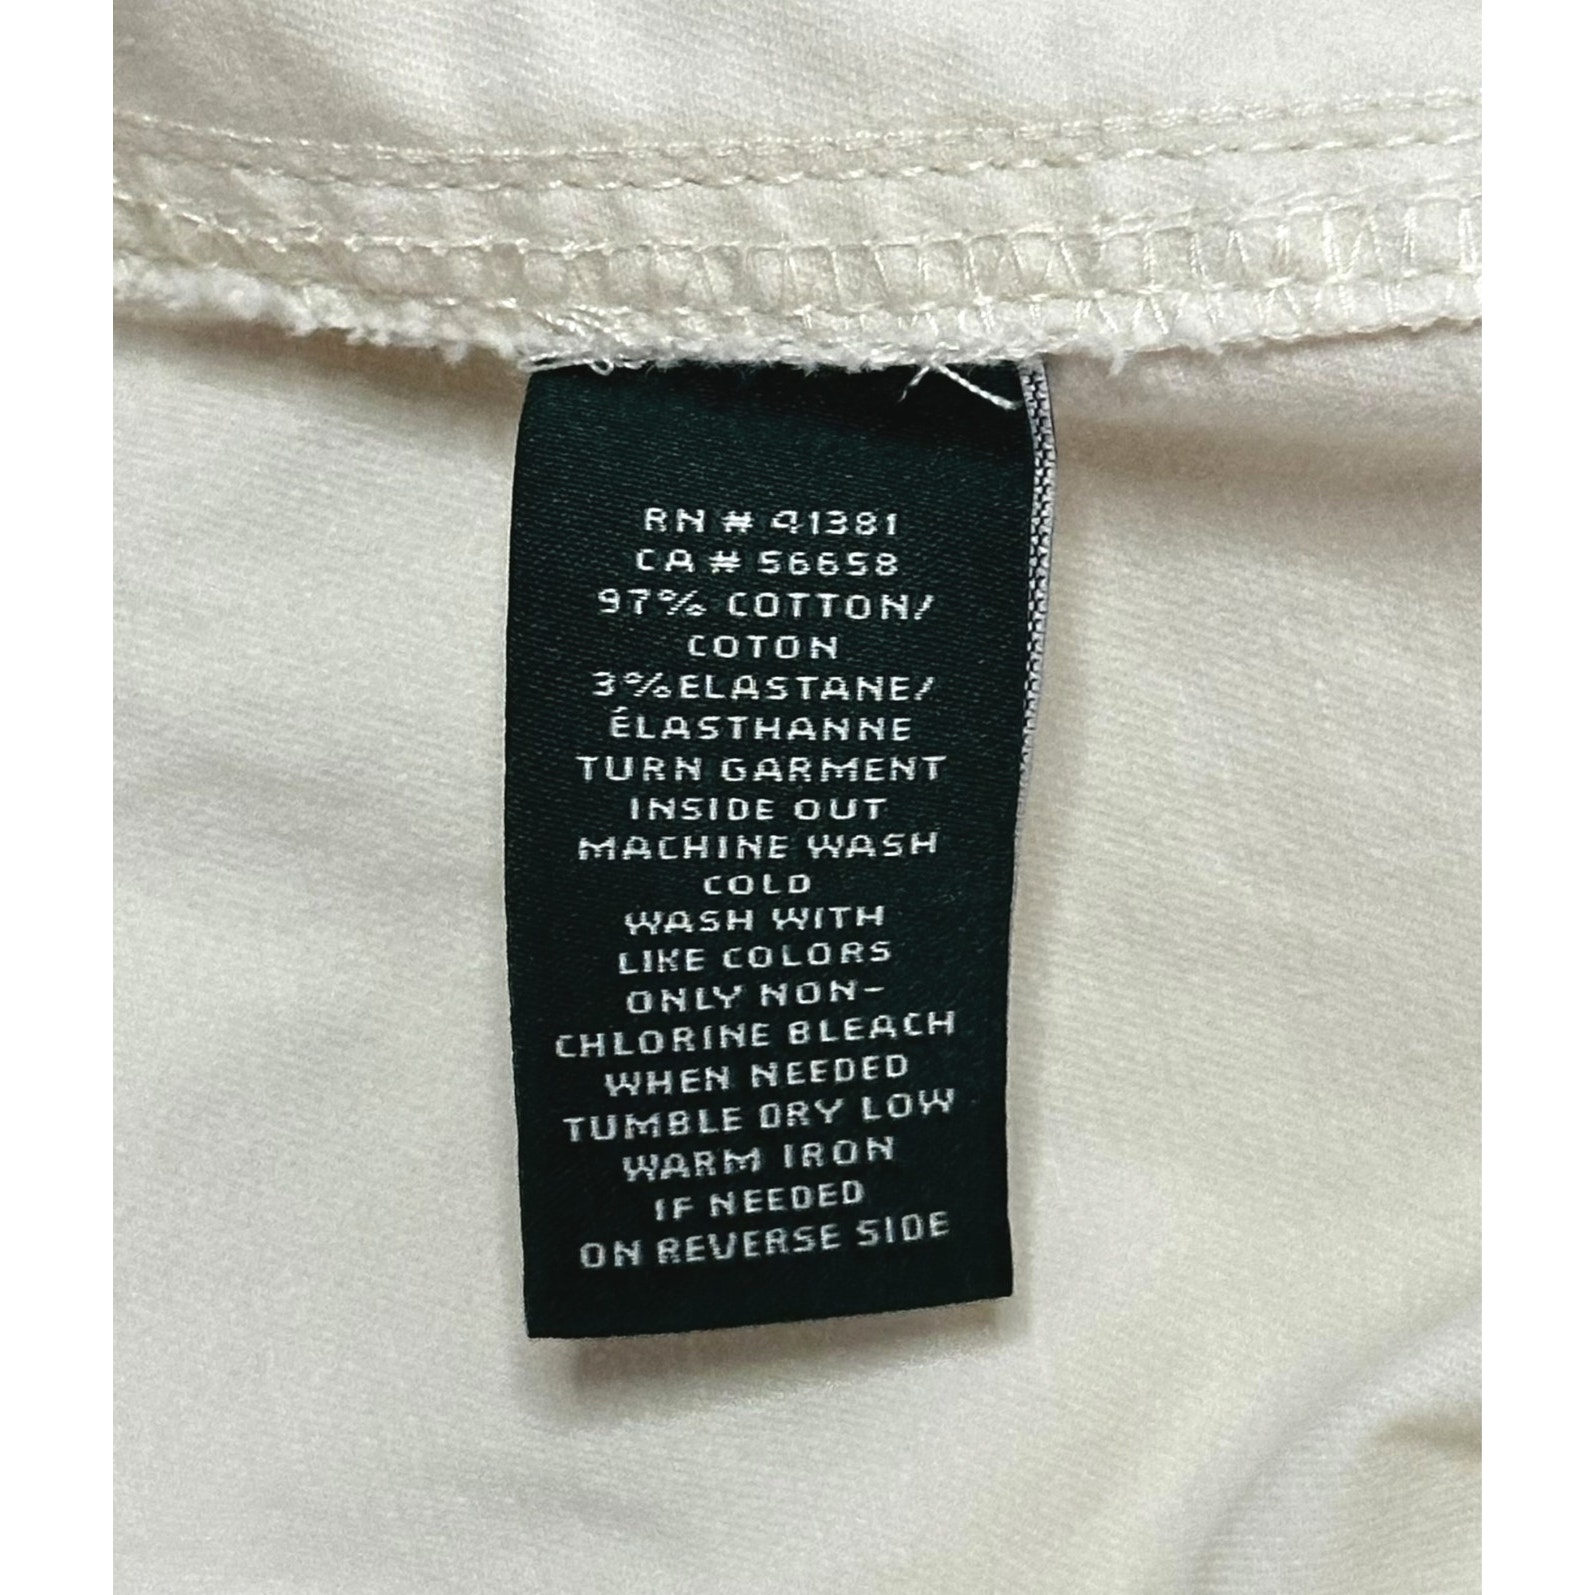 RN # 41381
CA # 56658
97% COTTON/
COTON
3%ELASTANE/
ÉLASTHANNE
TURN GARMENT
INSIDE OUT
MACHINE WASH
COLD
WASH WITH
LIKE COLORS
ONLY NON-
CHLORINE BLEACH
WHEN NEEDED
TUMBLE DRY LOW
WARM IRON
IF NEEDED
ON REVERSE SIDE